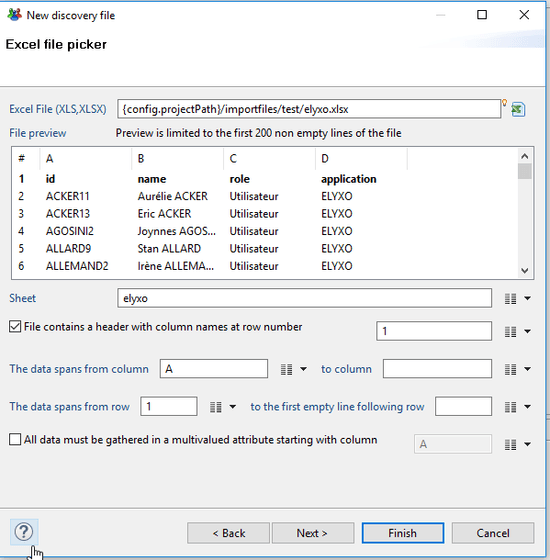 New discovery file
Excel file picker
Excel File (XLS,XLSX) {config.projectPath}/importfiles/test/elyxo.xlsx
File preview Preview is limited to the first 200 non empty lines of the file
# A B C D
1 id name role application
2 ACKER11 Aurélie ACKER Utilisateur ELYXO
3 ACKER13 Eric ACKER Utilisateur ELYXO
4 AGOSINI2 Joynnes AGOS... Utilisateur ELYXO
5 ALLARD9 Stan ALLARD Utilisateur ELYXO
6 ALLEMAND2 Irène ALLEMA... Utilisateur ELYXO
Sheet elyxo
File contains a header with column names at row number 1
The data spans from column A to column
The data spans from row 1 to the first empty line following row
All data must be gathered in a multivalued attribute starting with column A
? < Back Next > Finish Cancel